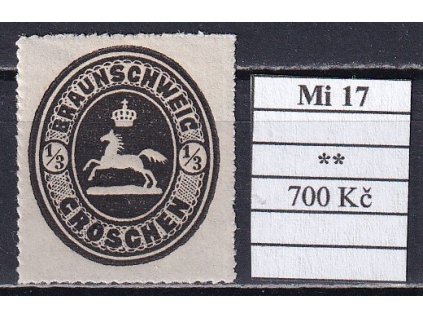 BRAUNSCHWEIG
1/3 1/3
GROSCHEN
Mi 17
**
700 Kč